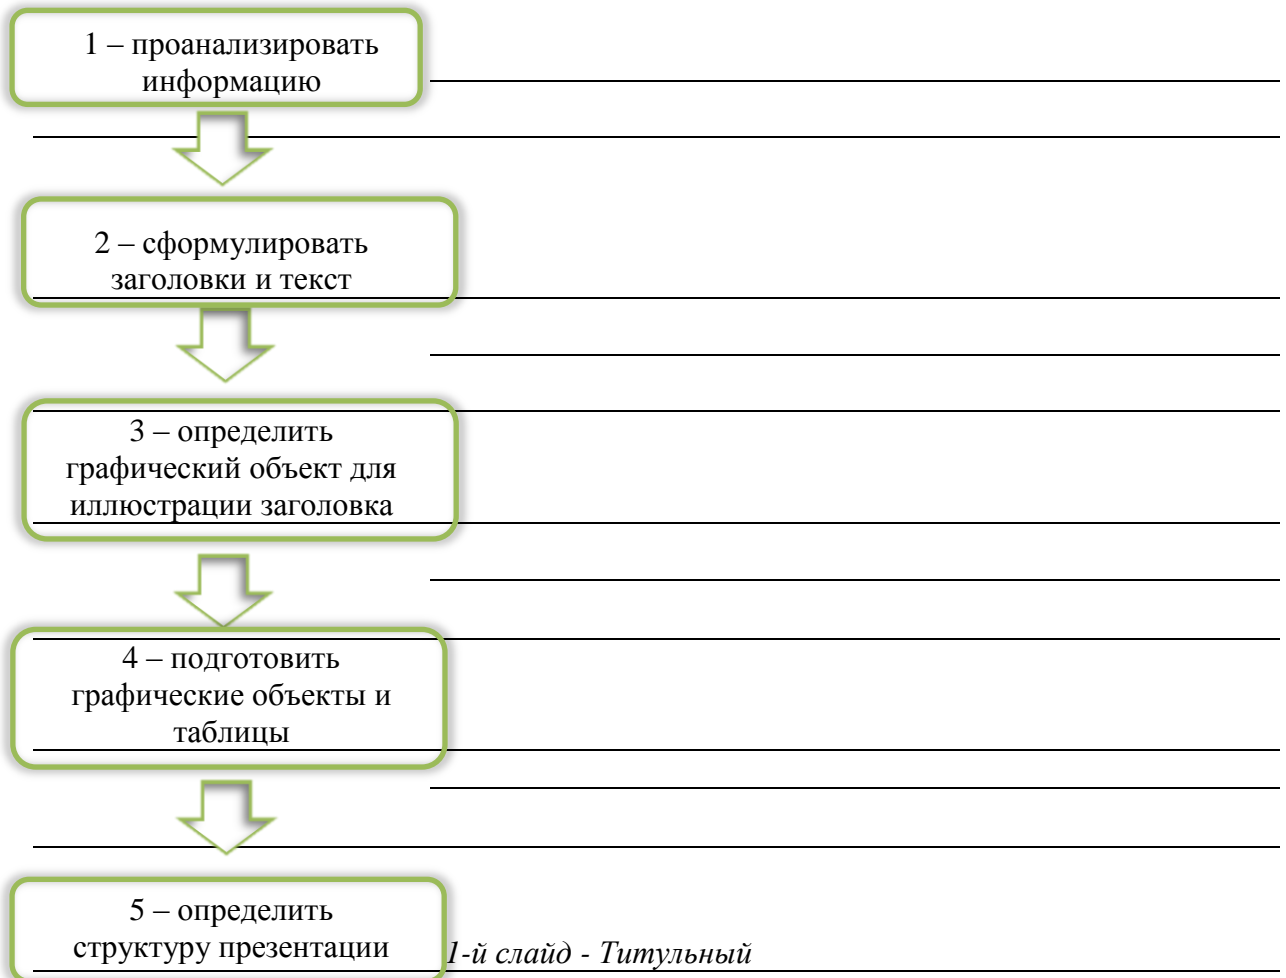 1 – проанализировать
информацию
2 – сформулировать
заголовки и текст
3 – определить
графический объект для
иллюстрации заголовка
4 – подготовить
графические объекты и
таблицы
5 – определить
структуру презентации
1-й слайд - Титульный